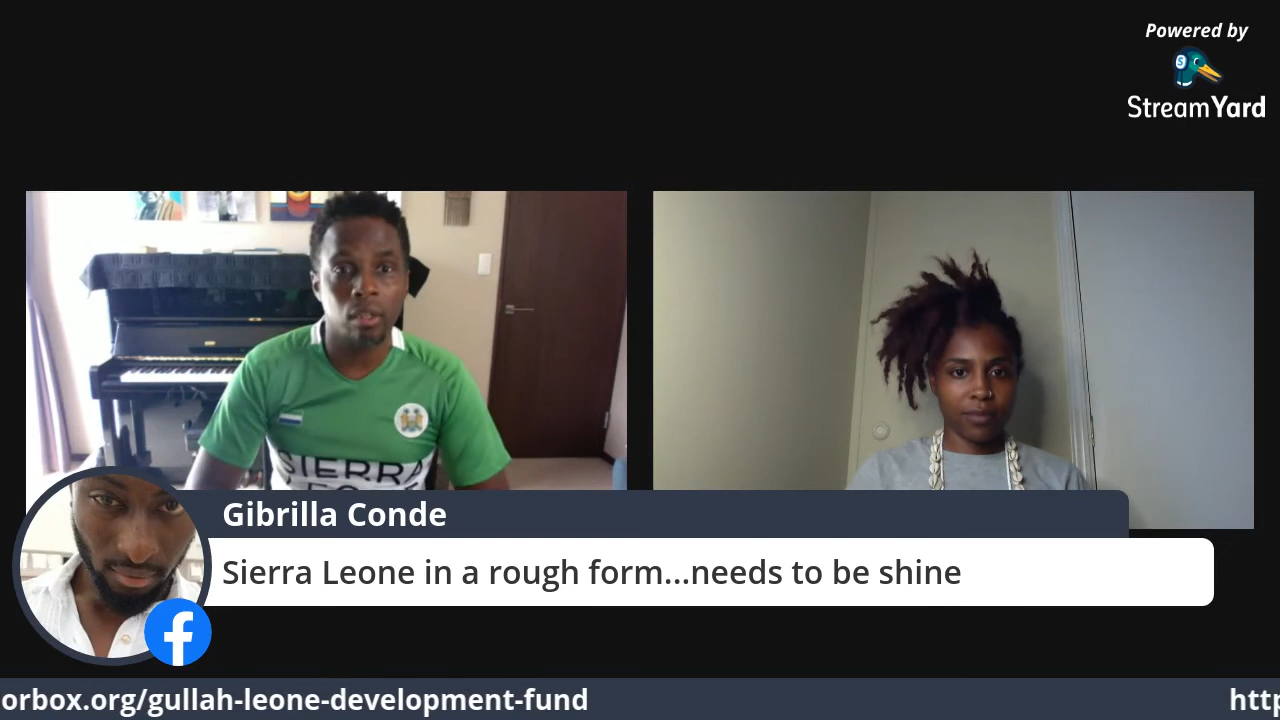 Powered by
StreamYard
SIERRA
Gibrilla Conde
Sierra Leone in a rough form...needs to be shine
orbox.org/gullah-leone-development-fund
http